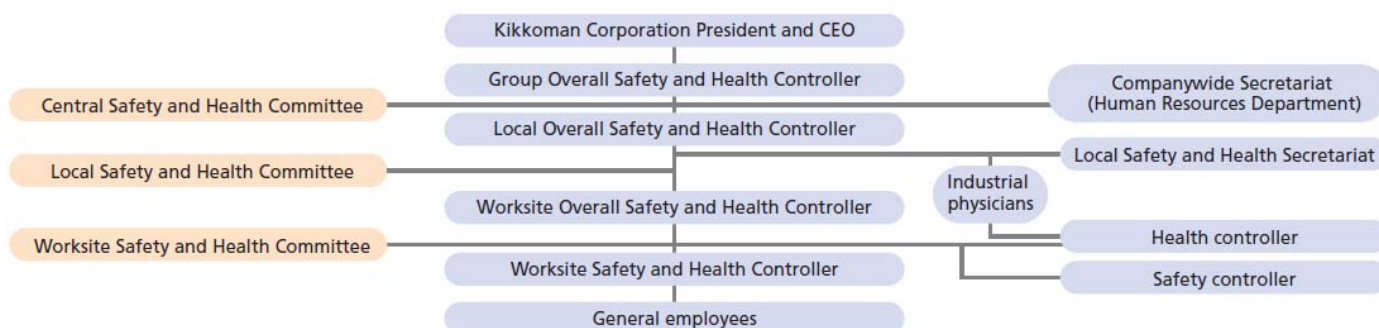 Kikkoman Corporation President and CEO
Group Overall Safety and Health Controller
Central Safety and Health Committee
Companywide Secretariat
(Human Resources Department)
Local Overall Safety and Health Controller
Local Safety and Health Secretariat
Local Safety and Health Committee
Industrial
physicians
Worksite Overall Safety and Health Controller
Health controller
Worksite Safety and Health Committee
Worksite Safety and Health Controller
Safety controller
General employees